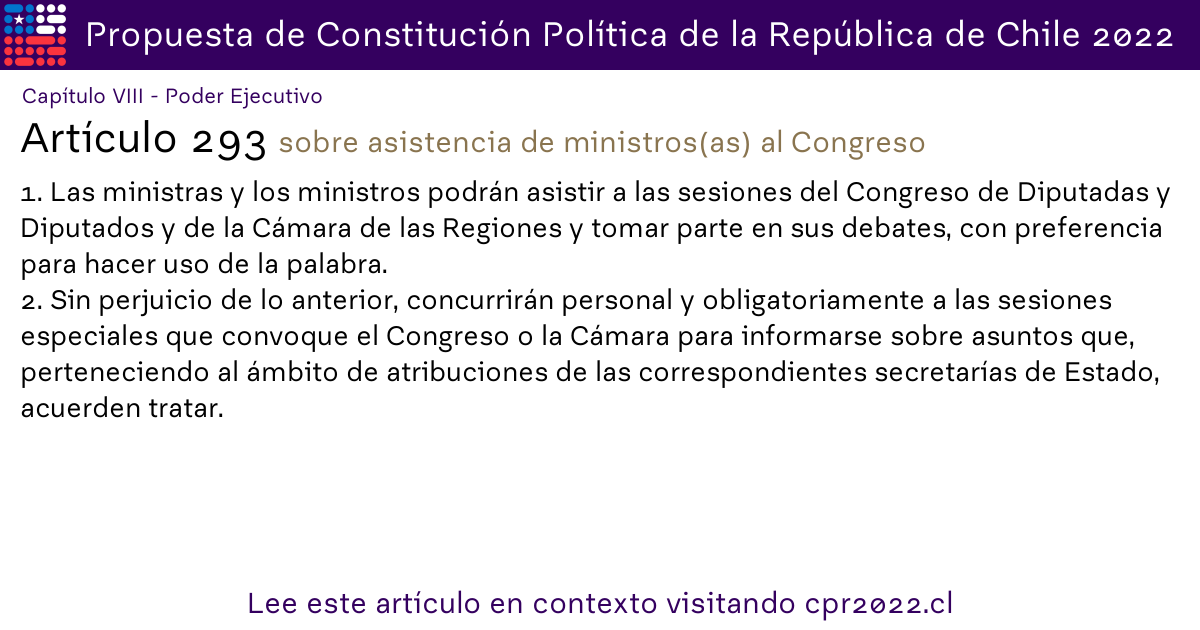 Propuesta de Constitución Política de la República de Chile 2022
Capítulo VIII - Poder Ejecutivo
Artículo 293 sobre asistencia de ministros(as) al Congreso
1. Las ministras y los ministros podrán asistir a las sesiones del Congreso de Diputadas y
Diputados y de la Cámara de las Regiones y tomar parte en sus debates, con preferencia
para hacer uso de la palabra.
2. Sin perjuicio de lo anterior, concurrirán personal y obligatoriamente a las sesiones
especiales que convoque el Congreso o la Cámara para informarse sobre asuntos que,
perteneciendo al ámbito de atribuciones de las correspondientes secretarías de Estado,
acuerden tratar.
Lee este artículo en contexto visitando cpr2022.cl